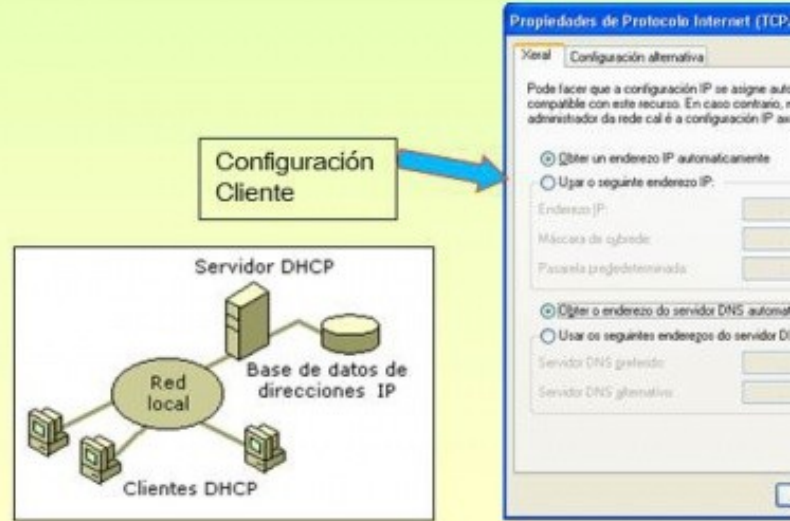 Propiedades de Protocolo Internet (TCP
Xeral Configuración alternativa
Pode facer que a configuración IP se asigne
compatible con este recurso. En caso contrario,
administrador da rede cal é a configuración IP
Obter un enderezo IP automaticamente
Usar o seguinte enderezo IP:
Enderezo IP:
Máscara de subrede:
Pasarela predeterminada:
Obter o enderezo do servidor DNS
Usar os seguintes enderezos do servidor
Servidor DNS preferido:
Servidor DNS alternativo:
Configuración
Cliente
Servidor DHCP
Base de datos de
direcciones IP
Red
local
Clientes DHCP